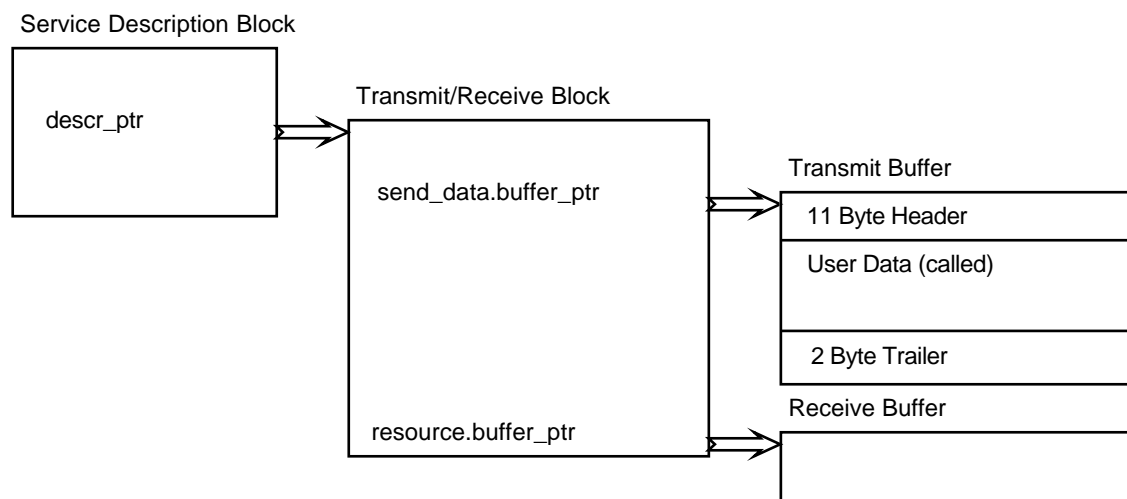 Service Description Block
descr_ptr
Transmit/Receive Block
send_data.buffer_ptr
resource.buffer_ptr
Transmit Buffer
11 Byte Header
User Data (called)
2 Byte Trailer
Receive Buffer